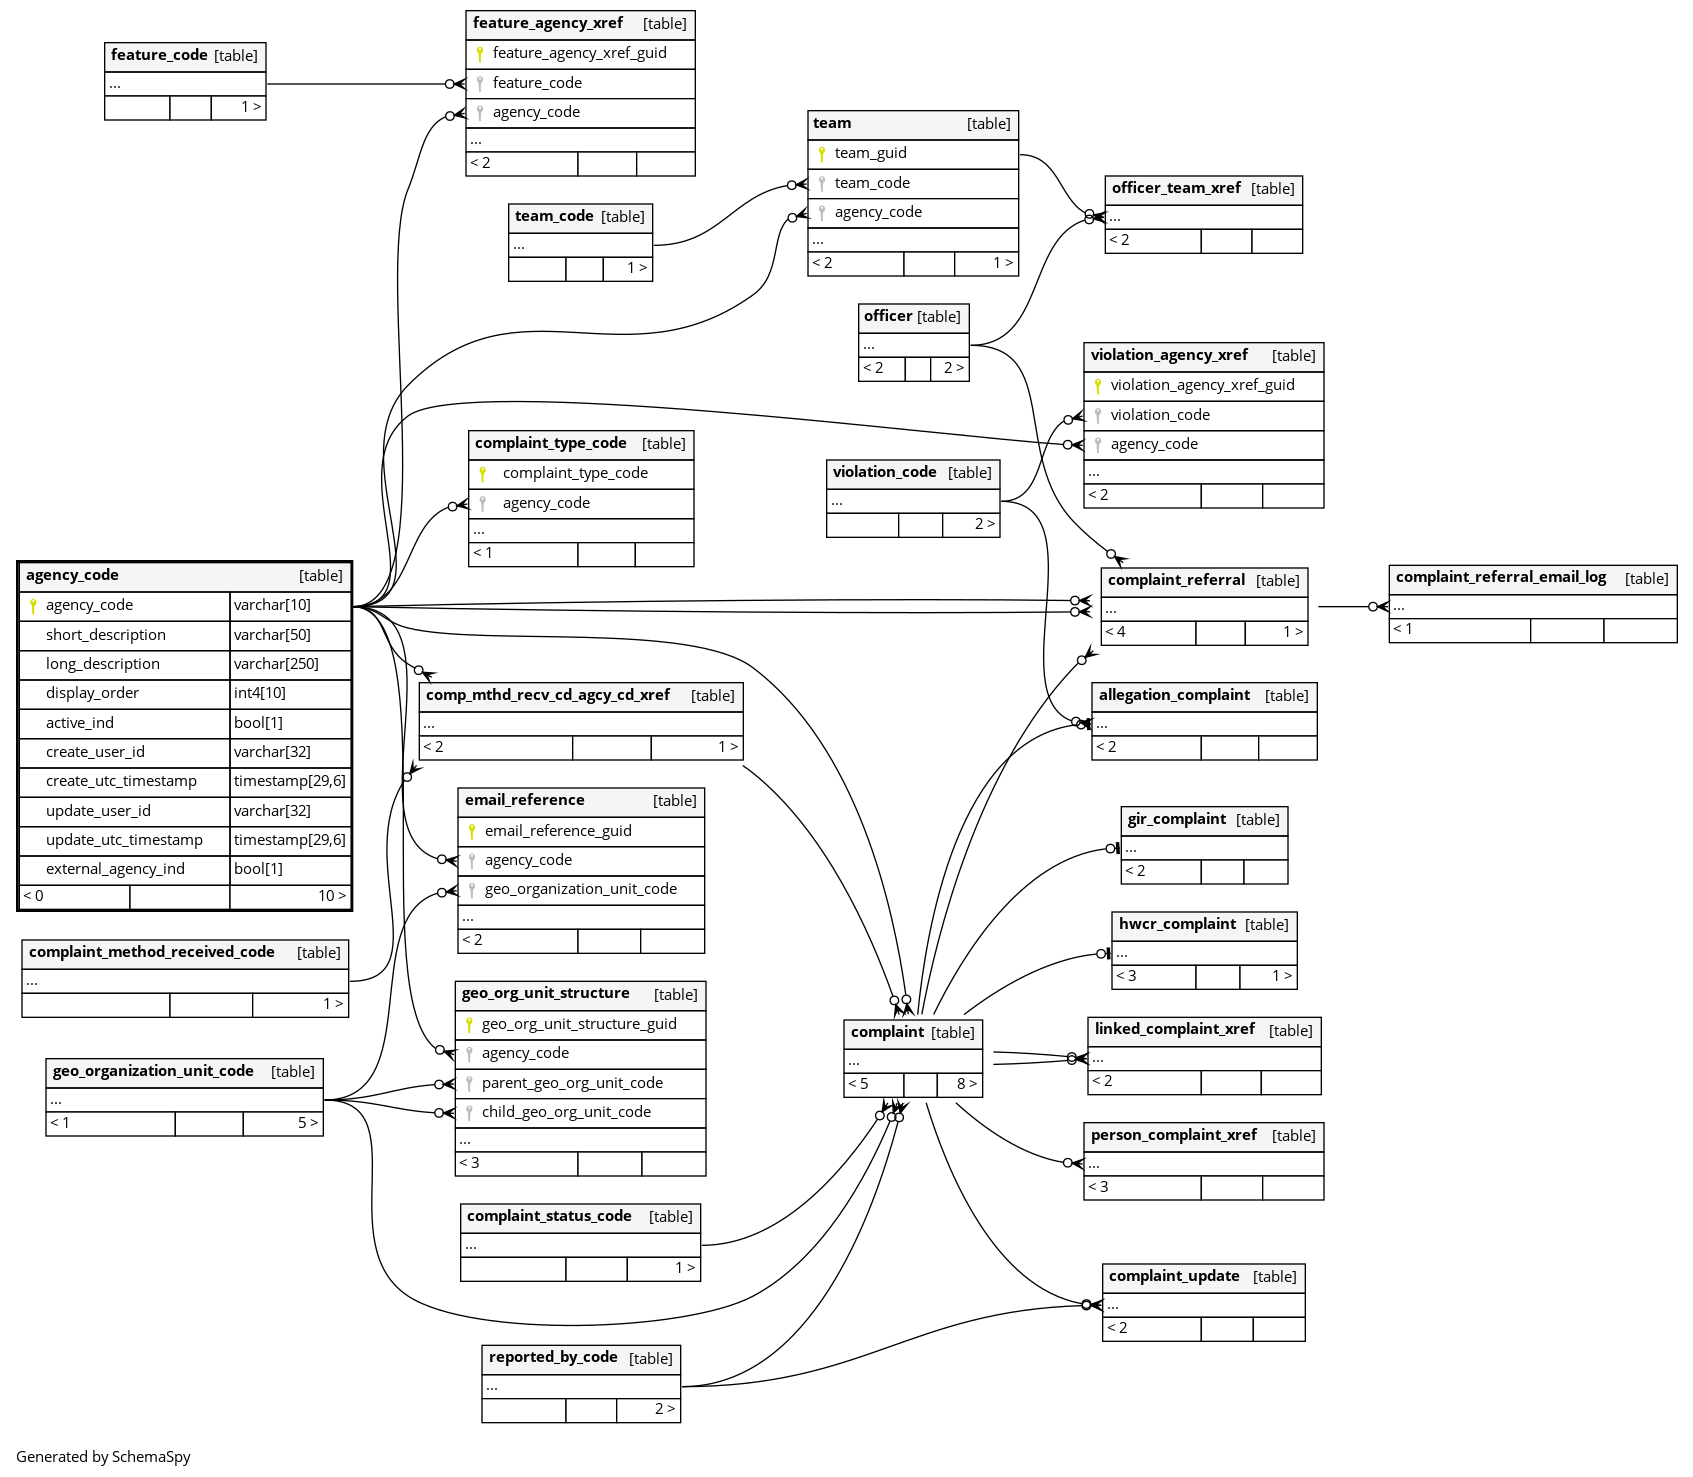 feature_code [table]
...
1 >
feature_agency_xref [table]
feature_agency_xref_guid
feature_code
agency_code
...
< 2
team_code [table]
...
1 >
team [table]
team_guid
team_code
agency_code
...
< 2 1 >
officer_team_xref [table]
...
< 2
officer [table]
...
< 2 2 >
violation_agency_xref [table]
violation_agency_xref_guid
violation_code
agency_code
...
< 2
complaint_type_code [table]
complaint_type_code
agency_code
...
< 1
violation_code [table]
...
2 >
agency_code [table]
agency_code varchar[10]
short_description varchar[50]
long_description varchar[250]
display_order int4[10]
active_ind bool[1]
create_user_id varchar[32]
create_utc_timestamp timestamp[29,6]
update_user_id varchar[32]
update_utc_timestamp timestamp[29,6]
external_agency_ind bool[1]
< 0 10 >
complaint_referral [table]
...
< 4 1 >
complaint_referral_email_log [table]
...
< 1
comp_mthd_recv_cd_agcy_cd_xref [table]
...
< 2 1 >
allegation_complaint [table]
...
< 2
email_reference [table]
email_reference_guid
agency_code
geo_organization_unit_code
...
< 2
gir_complaint [table]
...
< 2
hwcr_complaint [table]
...
< 3 1 >
complaint_method_received_code [table]
...
1 >
geo_org_unit_structure [table]
geo_org_unit_structure_guid
agency_code
parent_geo_org_unit_code
child_geo_org_unit_code
...
< 3
complaint [table]
...
< 5 8 >
linked_complaint_xref [table]
...
< 2
geo_organization_unit_code [table]
...
< 1 5 >
person_complaint_xref [table]
...
< 3
complaint_status_code [table]
...
1 >
complaint_update [table]
...
< 2
reported_by_code [table]
...
2 >
Generated by SchemaSpy